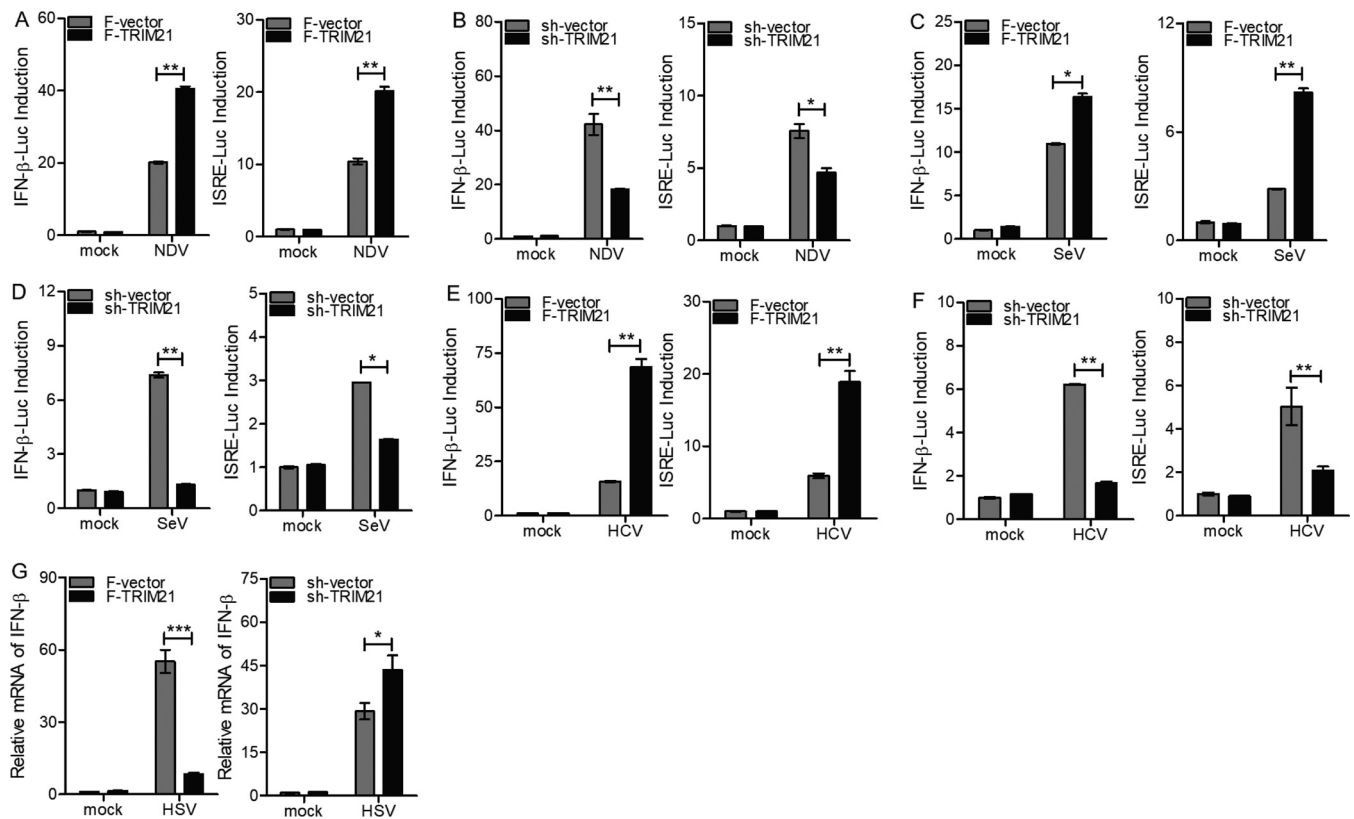 A
F-vector
F-TRIM21
IFN-β-Luc Induction
60
40
20
0
**
mock
NDV
F-vector
F-TRIM21
ISRE-Luc Induction
30
20
10
0
**
mock
NDV
B
sh-vector
sh-TRIM21
IFN-β-Luc Induction
80
60
40
20
0
**
mock
NDV
sh-vector
sh-TRIM21
ISRE-Luc Induction
15
10
5
0
*
mock
NDV
C
F-vector
F-TRIM21
IFN-β-Luc Induction
25
20
15
10
5
0
*
mock
SeV
F-vector
F-TRIM21
ISRE-Luc Induction
12
6
0
**
mock
SeV
D
sh-vector
sh-TRIM21
IFN-β-Luc Induction
12
9
6
3
0
**
mock
SeV
sh-vector
sh-TRIM21
ISRE-Luc Induction
5
4
3
2
1
0
*
mock
SeV
E
F-vector
F-TRIM21
IFN-β-Luc Induction
100
75
50
25
0
**
mock
HCV
F-vector
F-TRIM21
ISRE-Luc Induction
30
20
10
0
**
mock
HCV
F
sh-vector
sh-TRIM21
IFN-β-Luc Induction
10
8
6
4
2
0
**
mock
HCV
sh-vector
sh-TRIM21
ISRE-Luc Induction
10
8
6
4
2
0
**
mock
HCV
G
F-vector
F-TRIM21
Relative mRNA of IFN-β
90
60
30
0
***
mock
HSV
sh-vector
sh-TRIM21
Relative mRNA of IFN-β
75
60
45
30
15
0
*
mock
HSV